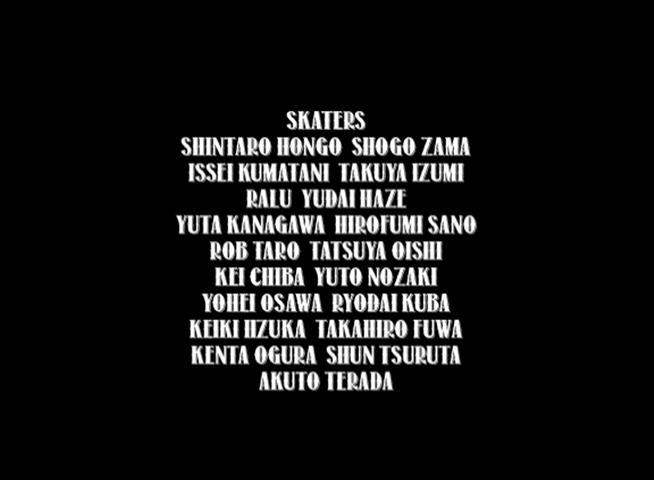 SKATERS
SHINTARO HONGO SHOGO ZAMA
ISSEI KUMATANI TAKUYA IZUMI
RALU YUDAI HAZE
YUTA KANAGAWA HIROFUMI SANO
ROB TARO TATSUYA OISHI
KEI CHIBA YUTO NOZAKI
YOHEI OSAWA RYODAI KUBA
KEIKI IIZUKA TAKAHIRO FUWA
KENTA OGURA SHUN TSURUTA
AKUTO TERADA